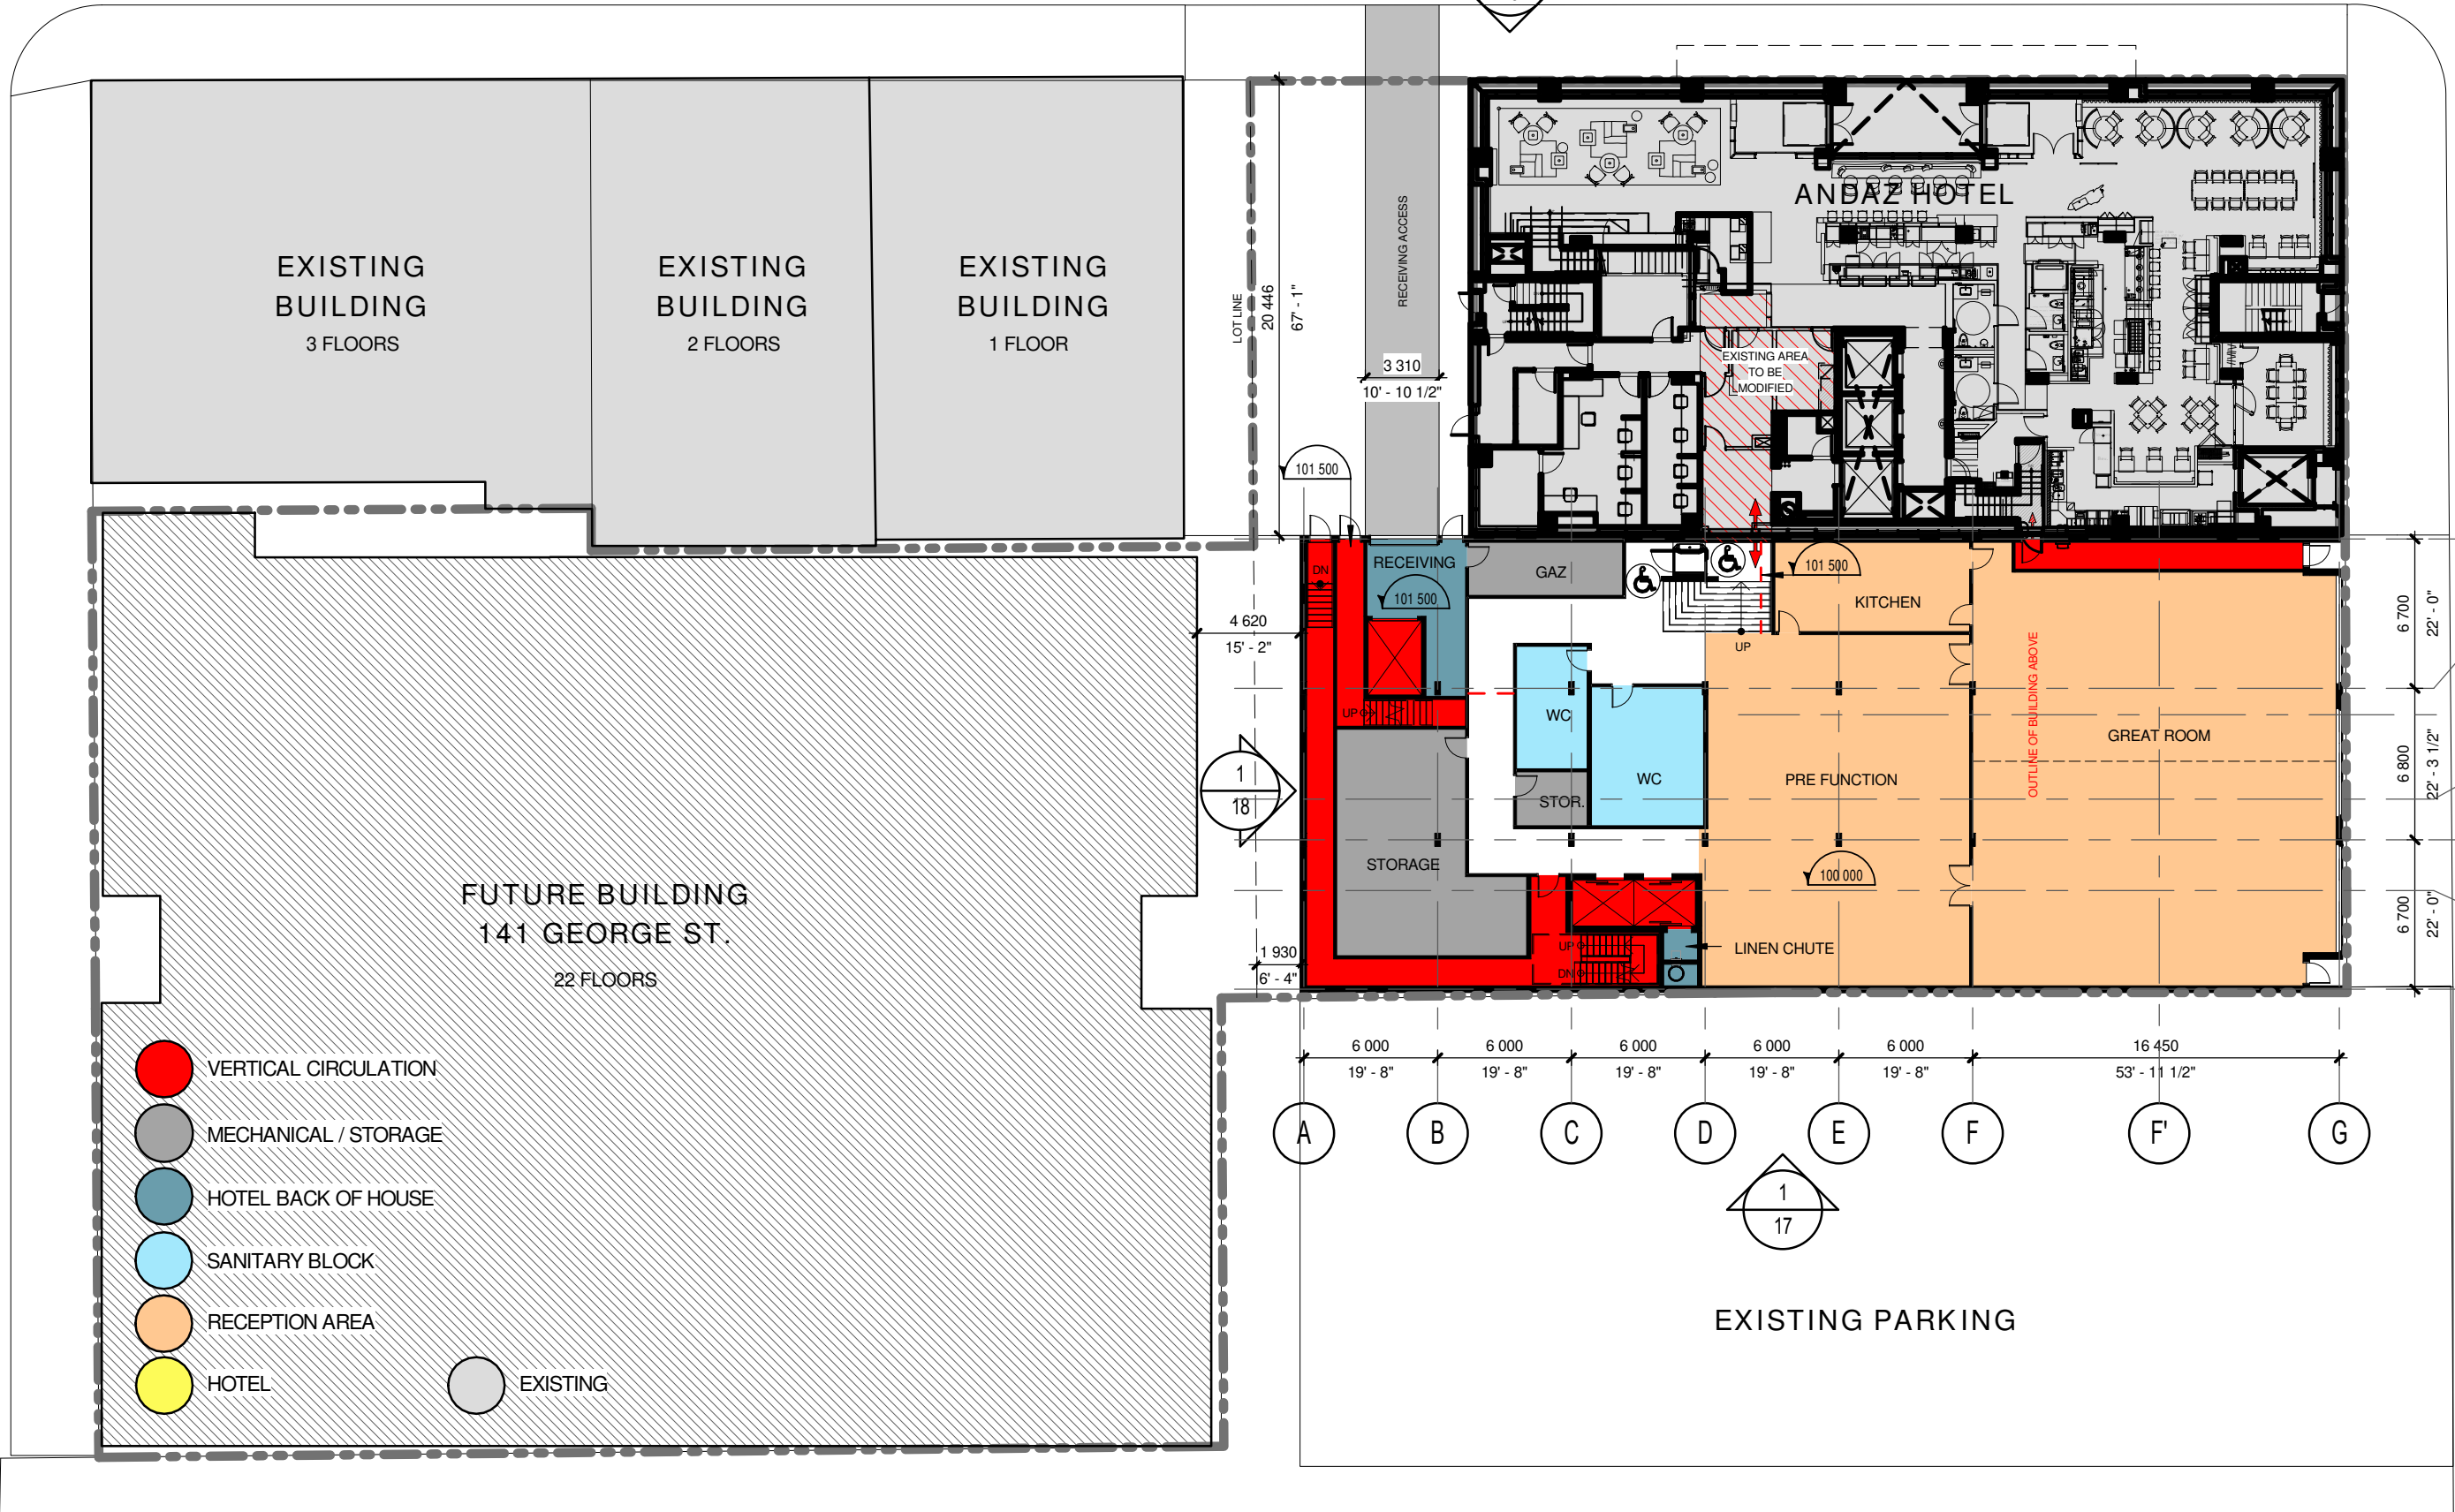 ANDAZ HOTEL
EXISTING
BUILDING
3 FLOORS
EXISTING
BUILDING
2 FLOORS
EXISTING
BUILDING
1 FLOOR
LOT LINE
20 446
67' - 1"
RECEIVING ACCESS
3 310
10' - 10 1/2"
EXISTING AREA
TO BE
MODIFIED
101 500
DN
RECEIVING
101 500
GAZ
101 500
KITCHEN
UP
4 620
15' - 2"
6 700
22' - 0"
OUTLINE OF BUILDING ABOVE
UP
WC
WC
STOR.
PRE FUNCTION
GREAT ROOM
6 800
22' - 3 1/2"
1
18
STORAGE
100 000
FUTURE BUILDING
141 GEORGE ST.
22 FLOORS
1 930
6' - 4"
UP
DN
LINEN CHUTE
6 700
22' - 0"
VERTICAL CIRCULATION
MECHANICAL / STORAGE
HOTEL BACK OF HOUSE
SANITARY BLOCK
RECEPTION AREA
HOTEL
EXISTING
6 000
19' - 8"
6 000
19' - 8"
6 000
19' - 8"
6 000
19' - 8"
6 000
19' - 8"
16 450
53' - 11 1/2"
A
B
C
D
E
F
F'
G
1
17
EXISTING PARKING